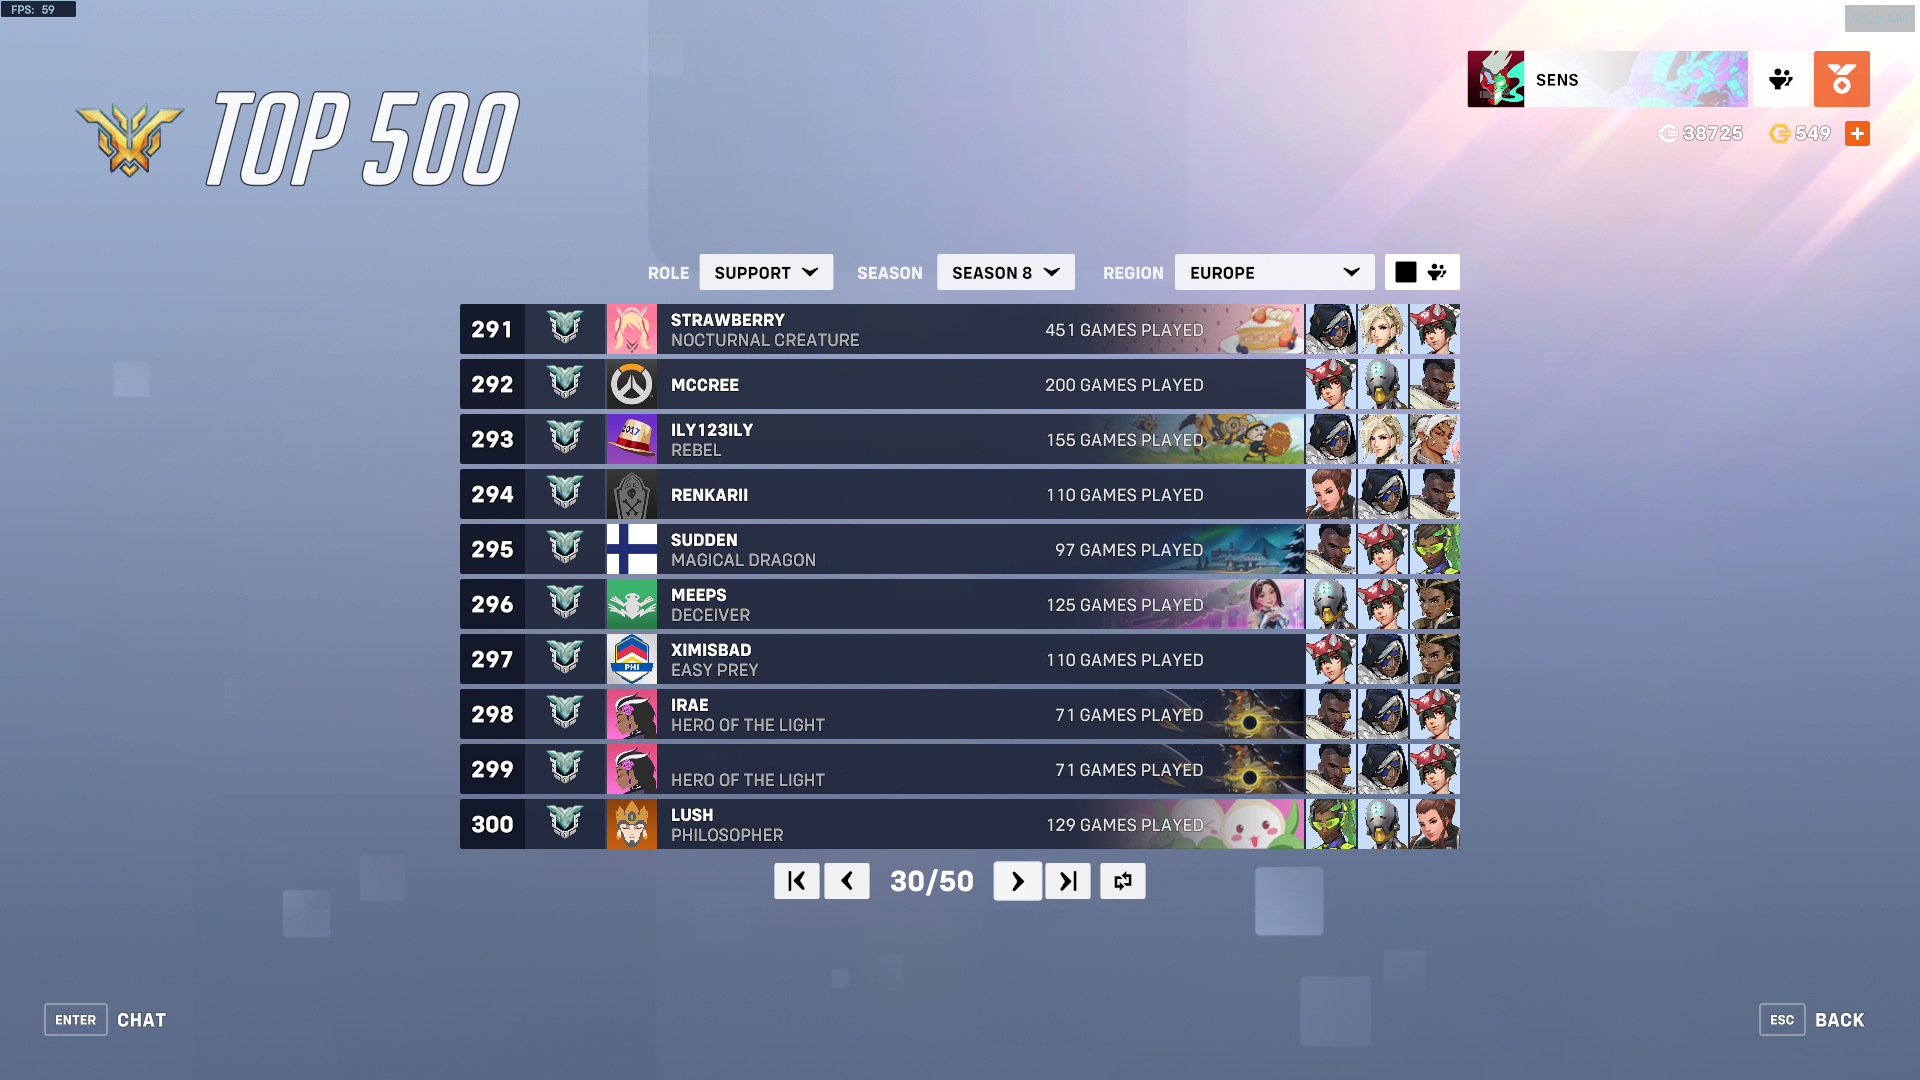 FPS: 59
TOP 500
SENS
38725
549
ROLE
SUPPORT
SEASON
SEASON 8
REGION
EUROPE
291
STRAWBERRY
NOCTURNAL CREATURE
451 GAMES PLAYED
292
MCCREE
200 GAMES PLAYED
293
2017
ILY123ILY
REBEL
155 GAMES PLAYED
294
RENKARII
110 GAMES PLAYED
295
SUDDEN
MAGICAL DRAGON
97 GAMES PLAYED
296
MEEPS
DECEIVER
125 GAMES PLAYED
297
PHI
XIMISBAD
EASY PREY
110 GAMES PLAYED
298
IRAE
HERO OF THE LIGHT
71 GAMES PLAYED
299
HERO OF THE LIGHT
71 GAMES PLAYED
300
LUSH
PHILOSOPHER
129 GAMES PLAYED
30/50
ENTER
CHAT
ESC
BACK